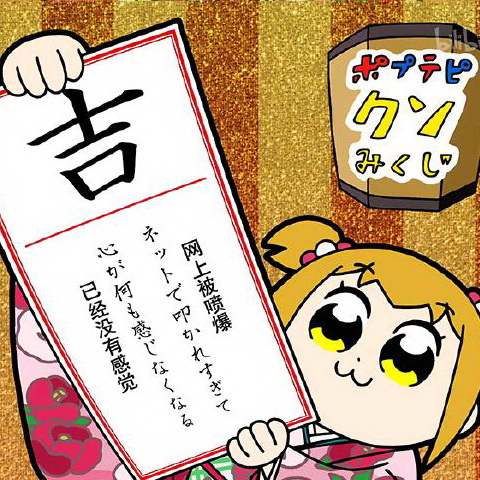 吉
网上被喷爆
ネットで叩かれすぎて
心が何も感じなくなる
已经没有感觉
ポプテピ
クソ
みくじ